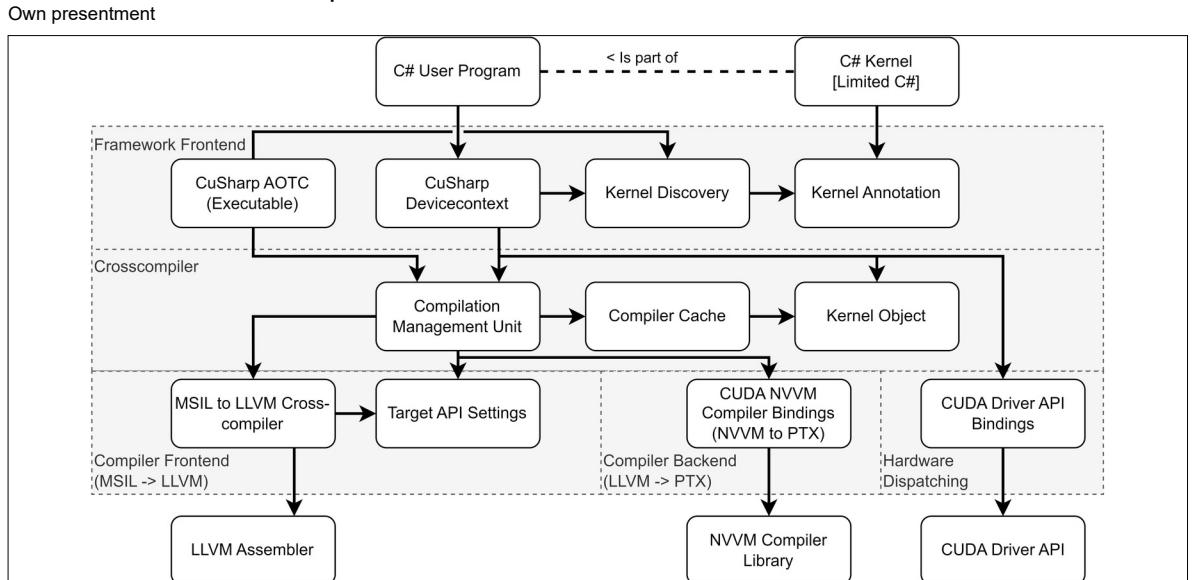 Own presentment
C# User Program
< Is part of
C# Kernel
[Limited C#]
Framework Frontend
CuSharp AOTC
(Executable)
CuSharp
Devicecontext
Kernel Discovery
Kernel Annotation
Crosscompiler
Compilation
Management Unit
Compiler Cache
Kernel Object
MSIL to LLVM Cross-
compiler
Target API Settings
CUDA NVVM
Compiler Bindings
(NVVM to PTX)
CUDA Driver API
Bindings
Compiler Frontend
(MSIL -> LLVM)
Compiler Backend
(LLVM -> PTX)
Hardware
Dispatching
LLVM Assembler
NVVM Compiler
Library
CUDA Driver API